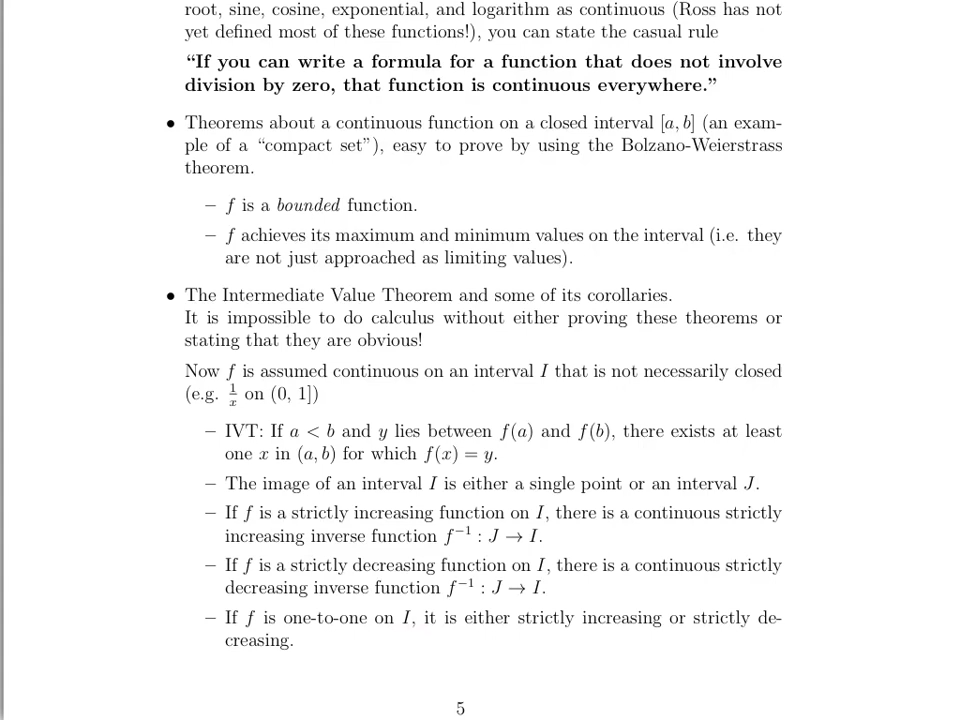 root, sine, cosine, exponential, and logarithm as continuous (Ross has not
yet defined most of these functions!), you can state the casual rule
“If you can write a formula for a function that does not involve
division by zero, that function is continuous everywhere.”
• Theorems about a continuous function on a closed interval [a, b] (an exam-
ple of a “compact set”), easy to prove by using the Bolzano-Weierstrass
theorem.
– f is a bounded function.
– f achieves its maximum and minimum values on the interval (i.e. they
are not just approached as limiting values).
• The Intermediate Value Theorem and some of its corollaries.
It is impossible to do calculus without either proving these theorems or
stating that they are obvious!
Now f is assumed continuous on an interval I that is not necessarily closed
(e.g. 1/x on (0, 1])
– IVT: If a < b and y lies between f(a) and f(b), there exists at least
one x in (a, b) for which f(x) = y.
– The image of an interval I is either a single point or an interval J.
– If f is a strictly increasing function on I, there is a continuous strictly
increasing inverse function f⁻¹ : J → I.
– If f is a strictly decreasing function on I, there is a continuous strictly
decreasing inverse function f⁻¹ : J → I.
– If f is one-to-one on I, it is either strictly increasing or strictly de-
creasing.
5